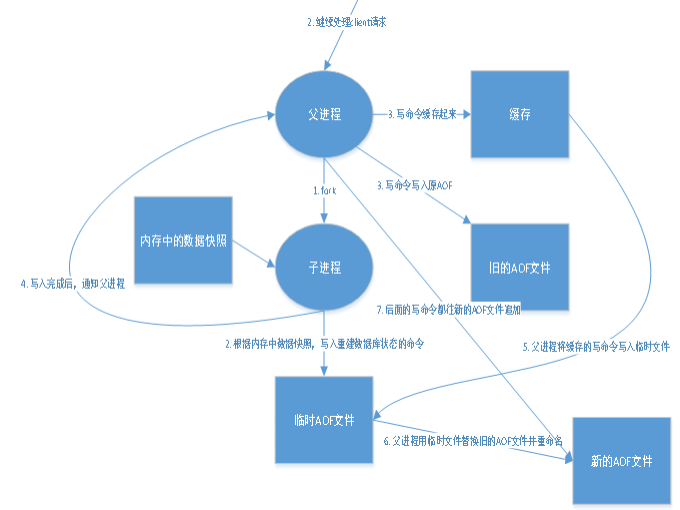 2. 继续处理client请求
父进程
3. 写命令缓存起来
缓存
3. 写命令写入原AOF
1. fork
内存中的数据快照
子进程
旧的AOF文件
4. 写入完成后，通知父进程
7. 后面的写命令都往新的AOF文件追加
2. 根据内存中数据快照，写入重建数据库状态的命令
5. 父进程将缓存的写命令写入临时文件
临时AOF文件
6. 父进程用临时文件替换旧的AOF文件并重命名
新的AOF文件